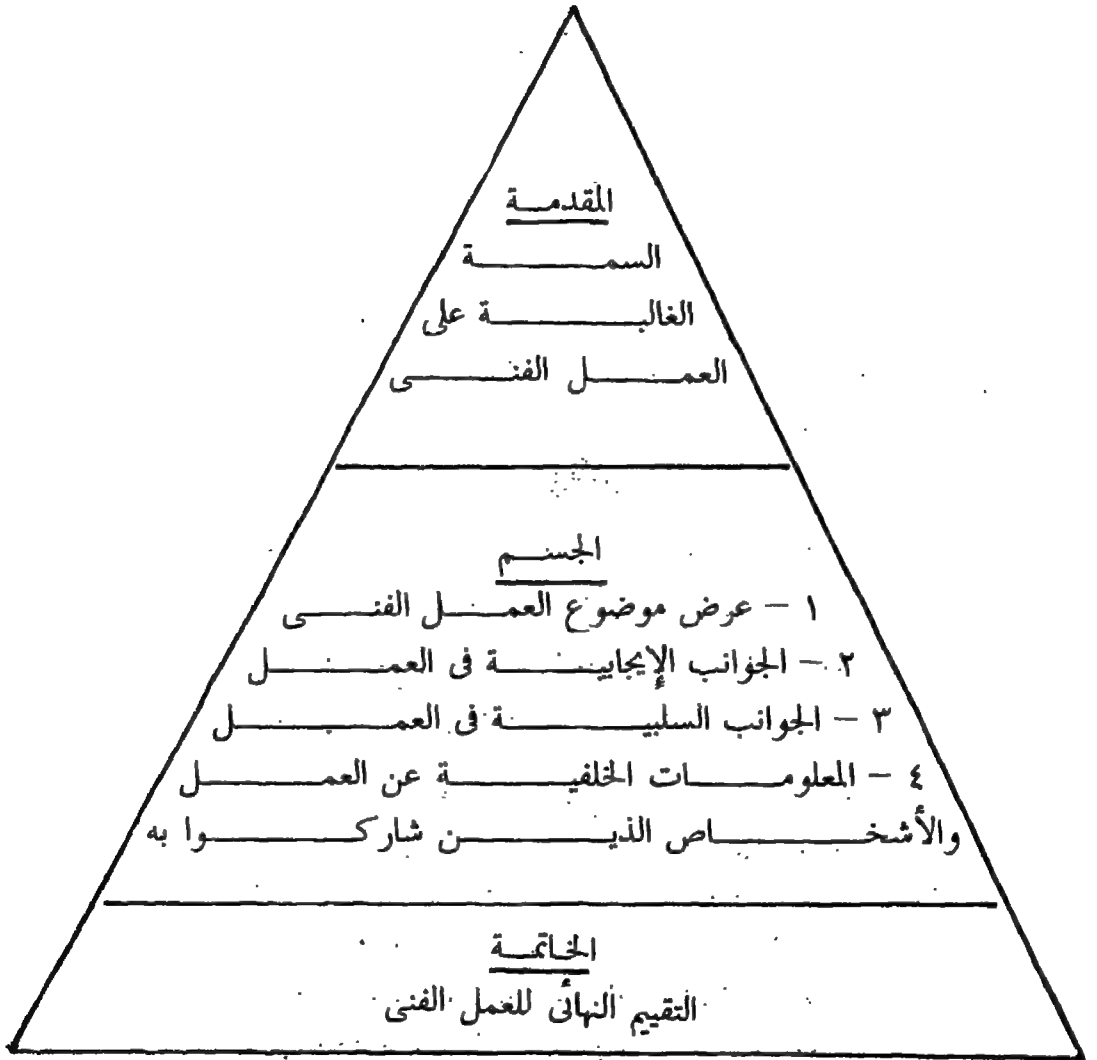 المقدمة
السمة
الغالبة على
العمل الفنى
الجسم
١ - عرض موضوع العمل الفنى
٢ - الجوانب الإيجابية فى العمل
٣ - الجوانب السلبية فى العمل
٤ - المعلومات الخلفية عن العمل
والأشخاص الذين شاركوا به
الخاتمة
التقييم النهائى للعمل الفنى